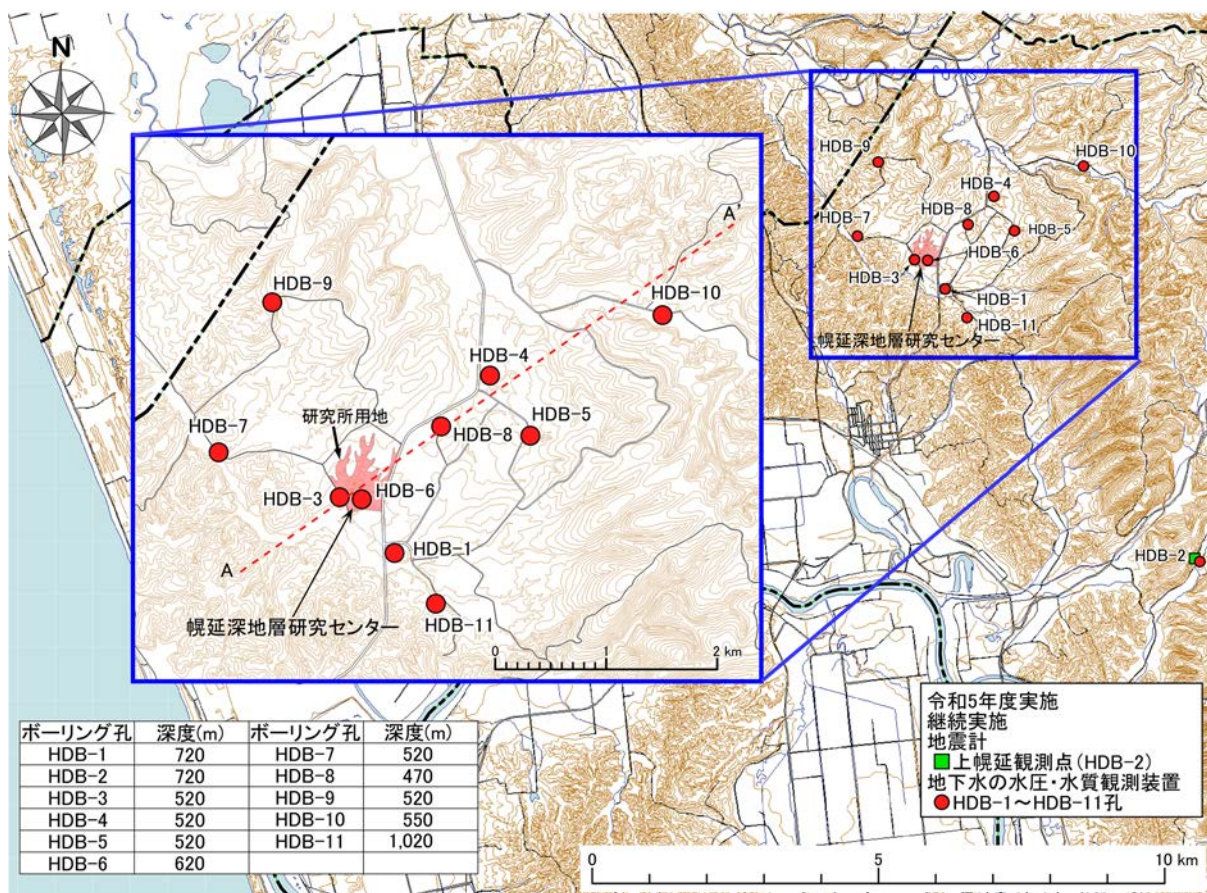 N
HDB-9
HDB-10
HDB-4
HDB-8
HDB-7
HDB-5
HDB-6
HDB-3
HDB-1
HDB-11
幌延深地層研究センター
HDB-2
A'
HDB-9
HDB-10
HDB-4
研究所用地
HDB-5
HDB-7
HDB-8
HDB-3
HDB-6
HDB-1
A
幌延深地層研究センター
HDB-11
0 2 km
ボーリング孔 深度(m) ボーリング孔 深度(m)
HDB-1 720 HDB-7 520
HDB-2 720 HDB-8 470
HDB-3 520 HDB-9 520
HDB-4 520 HDB-10 550
HDB-5 520 HDB-11 1,020
HDB-6 620
令和5年度実施
継続実施
地震計
上幌延観測点(HDB-2)
地下水の水圧・水質観測装置
HDB-1～HDB-11孔
0 5 10 km